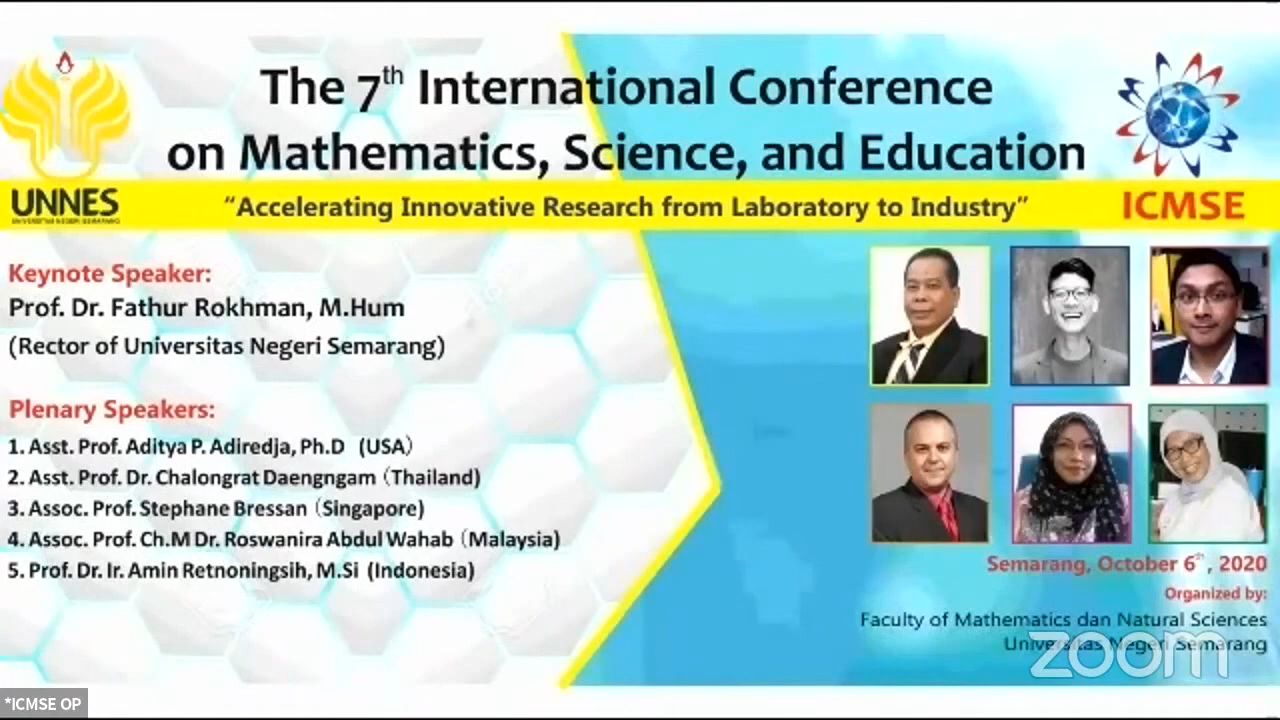 The 7th International Conference
on Mathematics, Science, and Education
UNNES
UNIVERSITAS NEGERI SEMARANG
"Accelerating Innovative Research from Laboratory to Industry"
ICMSE
Keynote Speaker:
Prof. Dr. Fathur Rokhman, M.Hum
(Rector of Universitas Negeri Semarang)
Plenary Speakers:
1. Asst. Prof. Aditya P. Adiredja, Ph.D (USA)
2. Asst. Prof. Dr. Chalongrat Daengngam (Thailand)
3. Assoc. Prof. Stephane Bressan (Singapore)
4. Assoc. Prof. Ch.M Dr. Roswanira Abdul Wahab (Malaysia)
5. Prof. Dr. Ir. Amin Retnoningsih, M.Si (Indonesia)
Semarang, October 6th, 2020
Organized by:
Faculty of Mathematics dan Natural Sciences
Universitas Negeri Semarang
zoom
*ICMSE OP